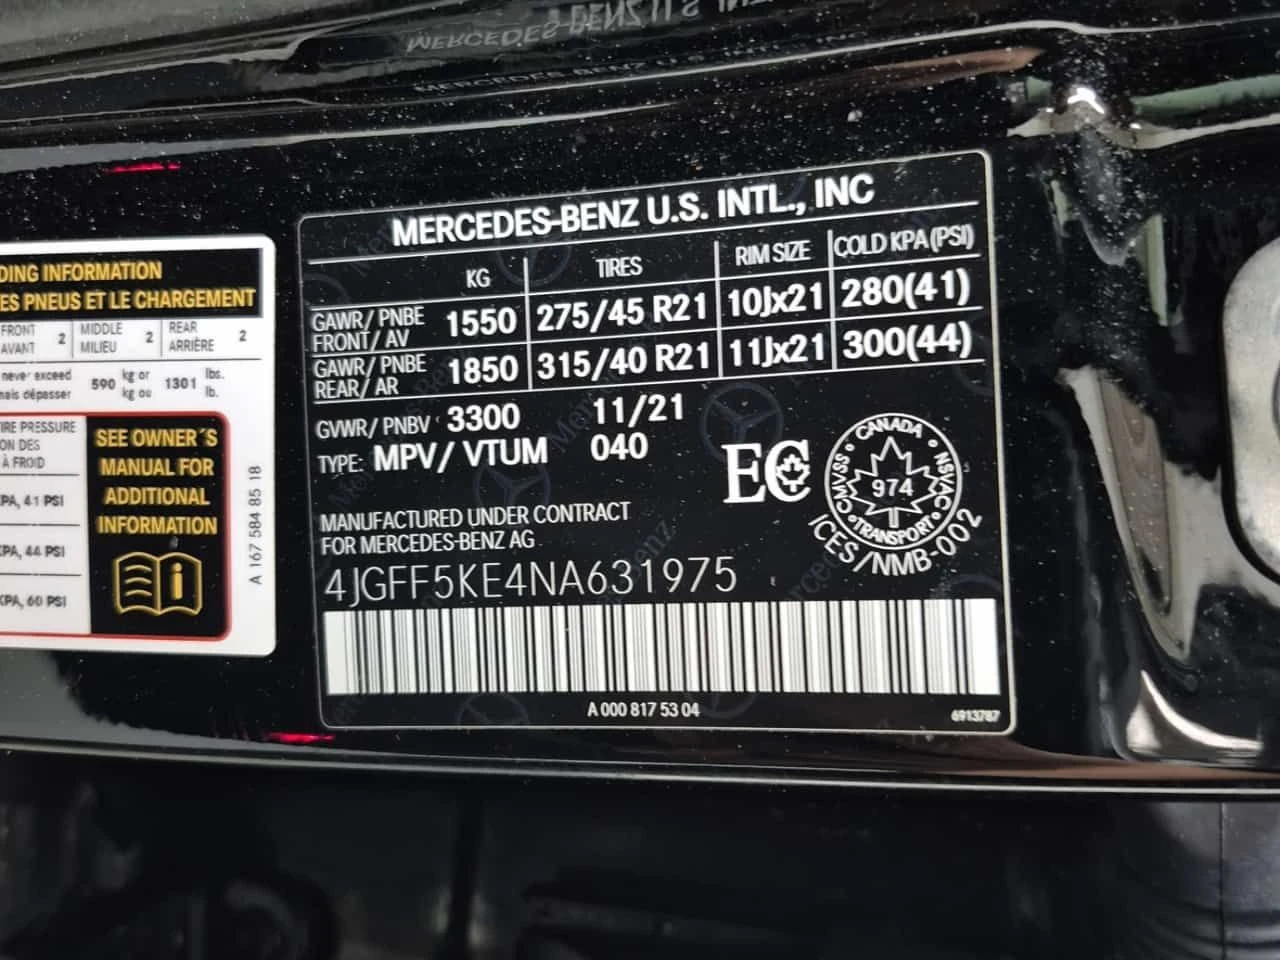 MERCEDES-BENZ U.S. INTL., INC
KG TIRES RIM SIZE COLD KPA (PSI)
GAWR/ PNBE FRONT/ AV 1550 275/45 R21 10Jx21 280(41)
GAWR/ PNBE REAR/ AR 1850 315/40 R21 11Jx21 300(44)
GVWR/ PNBV 3300 11/21
TYPE: MPV/ VTUM 040
EC
CANADA
CMVSS 974 NSVAC
TRANSPORT
ICES/NMB-002
MANUFACTURED UNDER CONTRACT
FOR MERCEDES-BENZ AG
4JGFF5KE4NA631975
A 000 817 53 04
6913787
DING INFORMATION
ES PNEUS ET LE CHARGEMENT
FRONT AVANT 2 MIDDLE MILIEU 2 REAR ARRIÈRE 2
never exceed
mais dépasser
590 kg or kg ou 1301 lbs. lb.
IRE PRESSURE
ON DES
À FROID
KPA, 41 PSI
KPA, 44 PSI
KPA, 60 PSI
SEE OWNER´S
MANUAL FOR
ADDITIONAL
INFORMATION
A 167 584 85 18